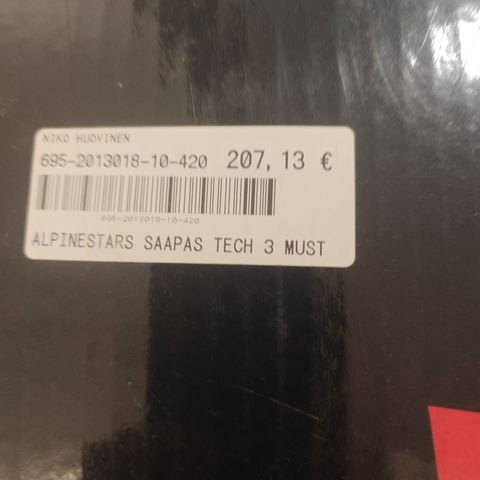 NIKO HUOVINEN
695-2013018-10-420 207,13 €
695-2013018-10-420
ALPINESTARS SAAPAS TECH 3 MUST